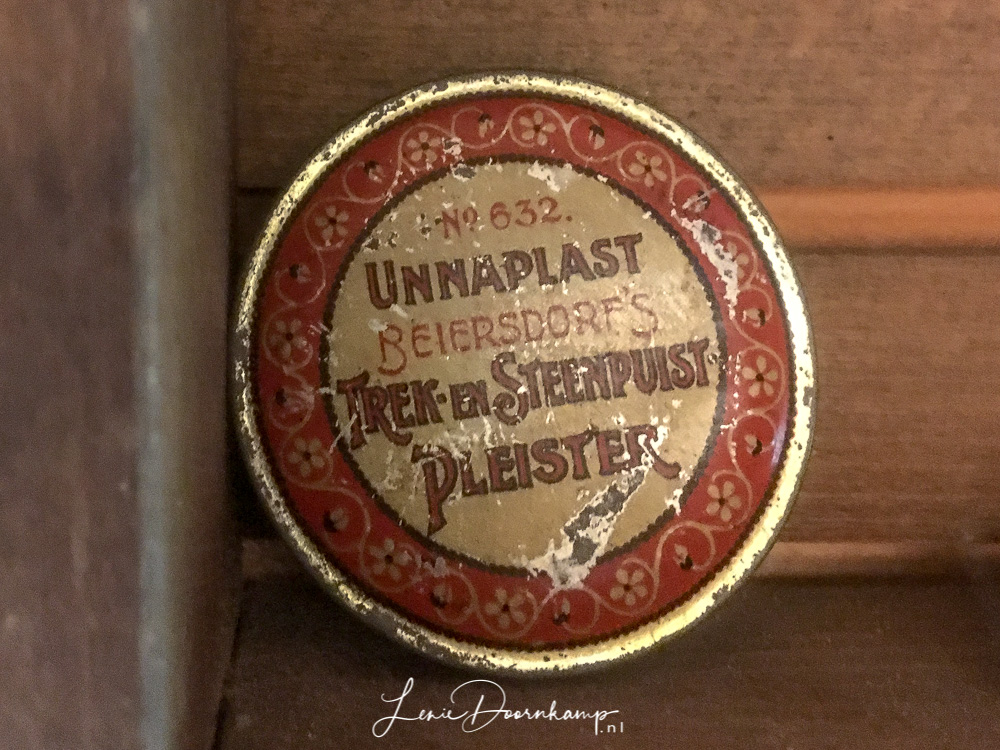 No 632.
UNNAPLAST
BEIERSDORF'S
TREK-EN STEENPUIST-
PLEISTER
Lenie Doornkamp.nl